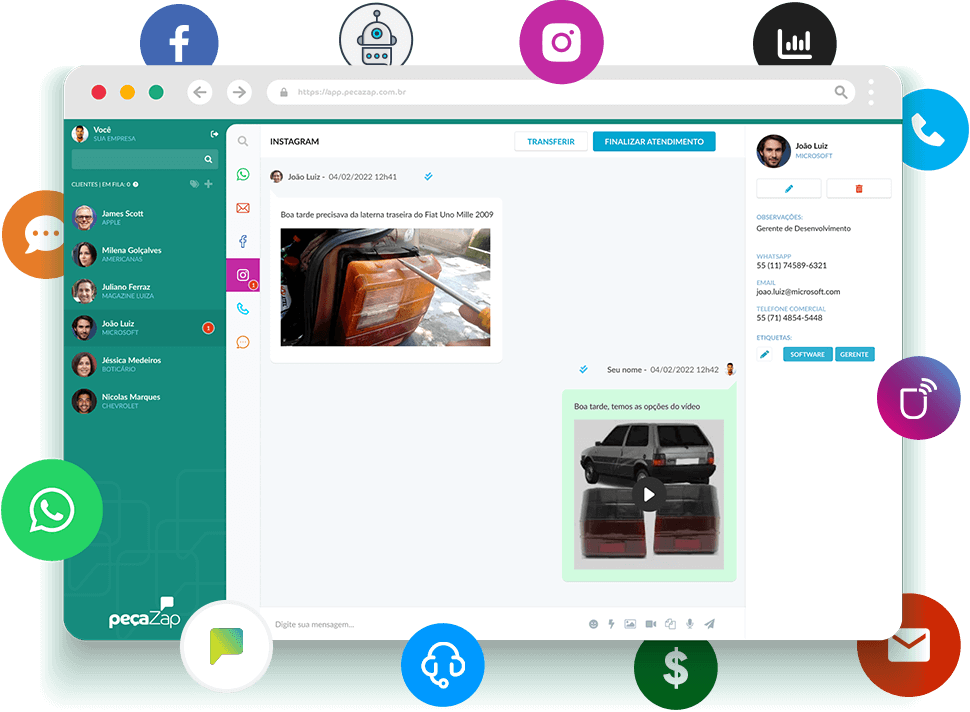 https://app.pecazap.com.br
Você
SUA EMPRESA
CLIENTES | EM FILA: 0
James Scott
APPLE
Milena Golçalves
AMERICANAS
Juliano Ferraz
MAGAZINE LUIZA
João Luiz
MICROSOFT
1
Jéssica Medeiros
BOTICÁRIO
Nicolas Marques
CHEVROLET
peçaZap
1
INSTAGRAM
TRANSFERIR
FINALIZAR ATENDIMENTO
João Luiz - 04/02/2022 12h41
Boa tarde precisava da laterna traseira do Fiat Uno Mille 2009
Seu nome - 04/02/2022 12h42
Boa tarde, temos as opções do vídeo
Digite sua mensagem...
João Luiz
MICROSOFT
OBSERVAÇÕES:
Gerente de Desenvolvimento
WHATSAPP
55 (11) 74589-6321
EMAIL
joao.luiz@microsoft.com
TELEFONE COMERCIAL
55 (71) 4854-5448
ETIQUETAS:
SOFTWARE
GERENTE